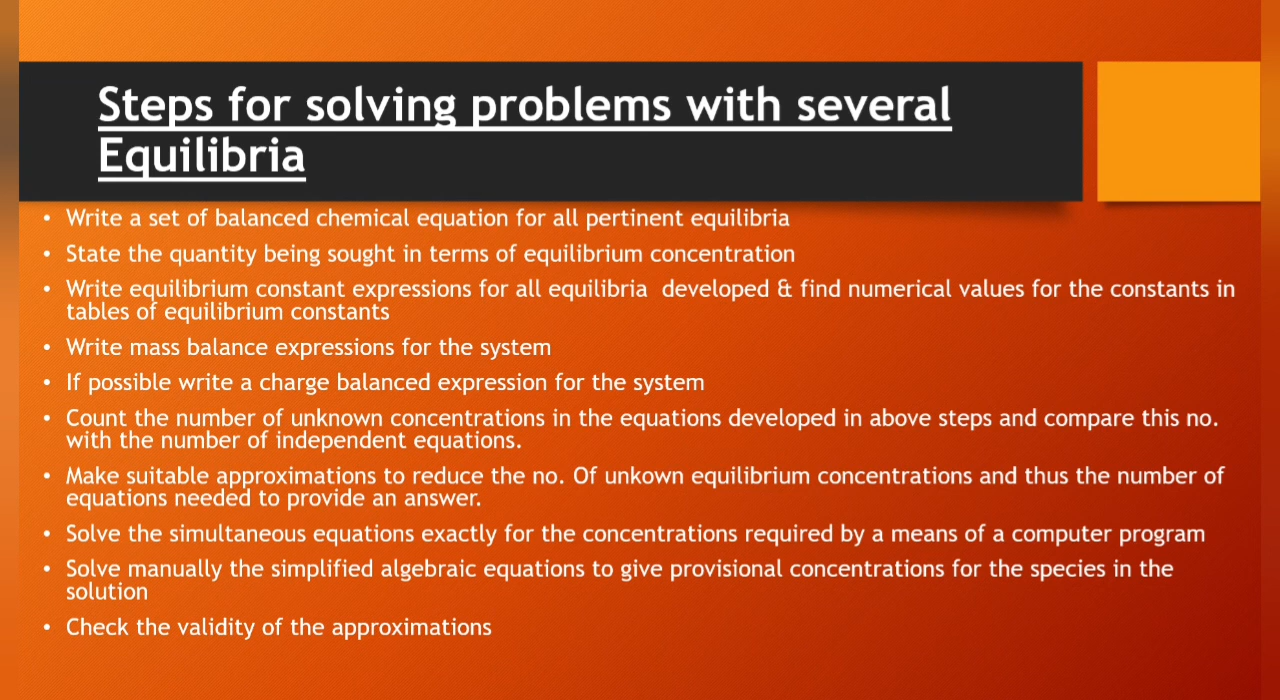 Steps for solving problems with several
Equilibria
• Write a set of balanced chemical equation for all pertinent equilibria
• State the quantity being sought in terms of equilibrium concentration
• Write equilibrium constant expressions for all equilibria  developed & find numerical values for the constants in
tables of equilibrium constants
• Write mass balance expressions for the system
• If possible write a charge balanced expression for the system
• Count the number of unknown concentrations in the equations developed in above steps and compare this no.
with the number of independent equations.
• Make suitable approximations to reduce the no. Of unkown equilibrium concentrations and thus the number of
equations needed to provide an answer.
• Solve the simultaneous equations exactly for the concentrations required by a means of a computer program
• Solve manually the simplified algebraic equations to give provisional concentrations for the species in the
solution
• Check the validity of the approximations